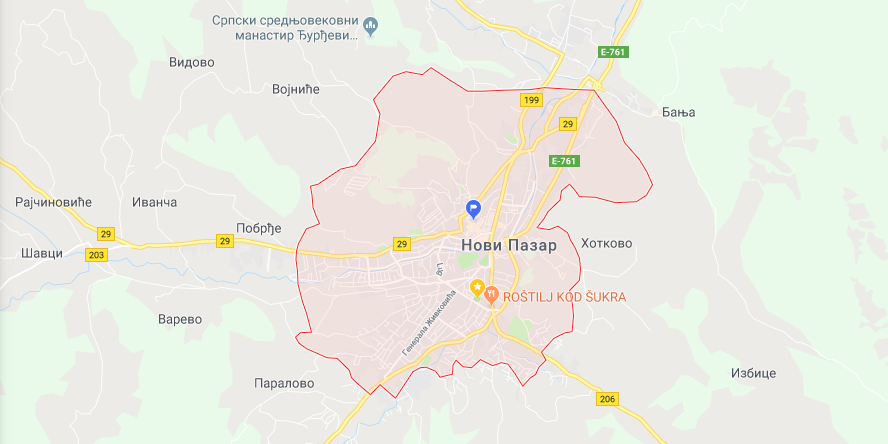 Српски средњовековни
манастир Ђурђеви...
E-761
Видово
Војниће
199
Бања
29
E-761
Рајчиновиће
Иванча
Побрђе
29
29
29
Нови Пазар
Хотково
Шавци
203
Lug
ROŠTILJ KOD ŠUKRA
Варево
Генерала Живковића
Избице
Паралово
206